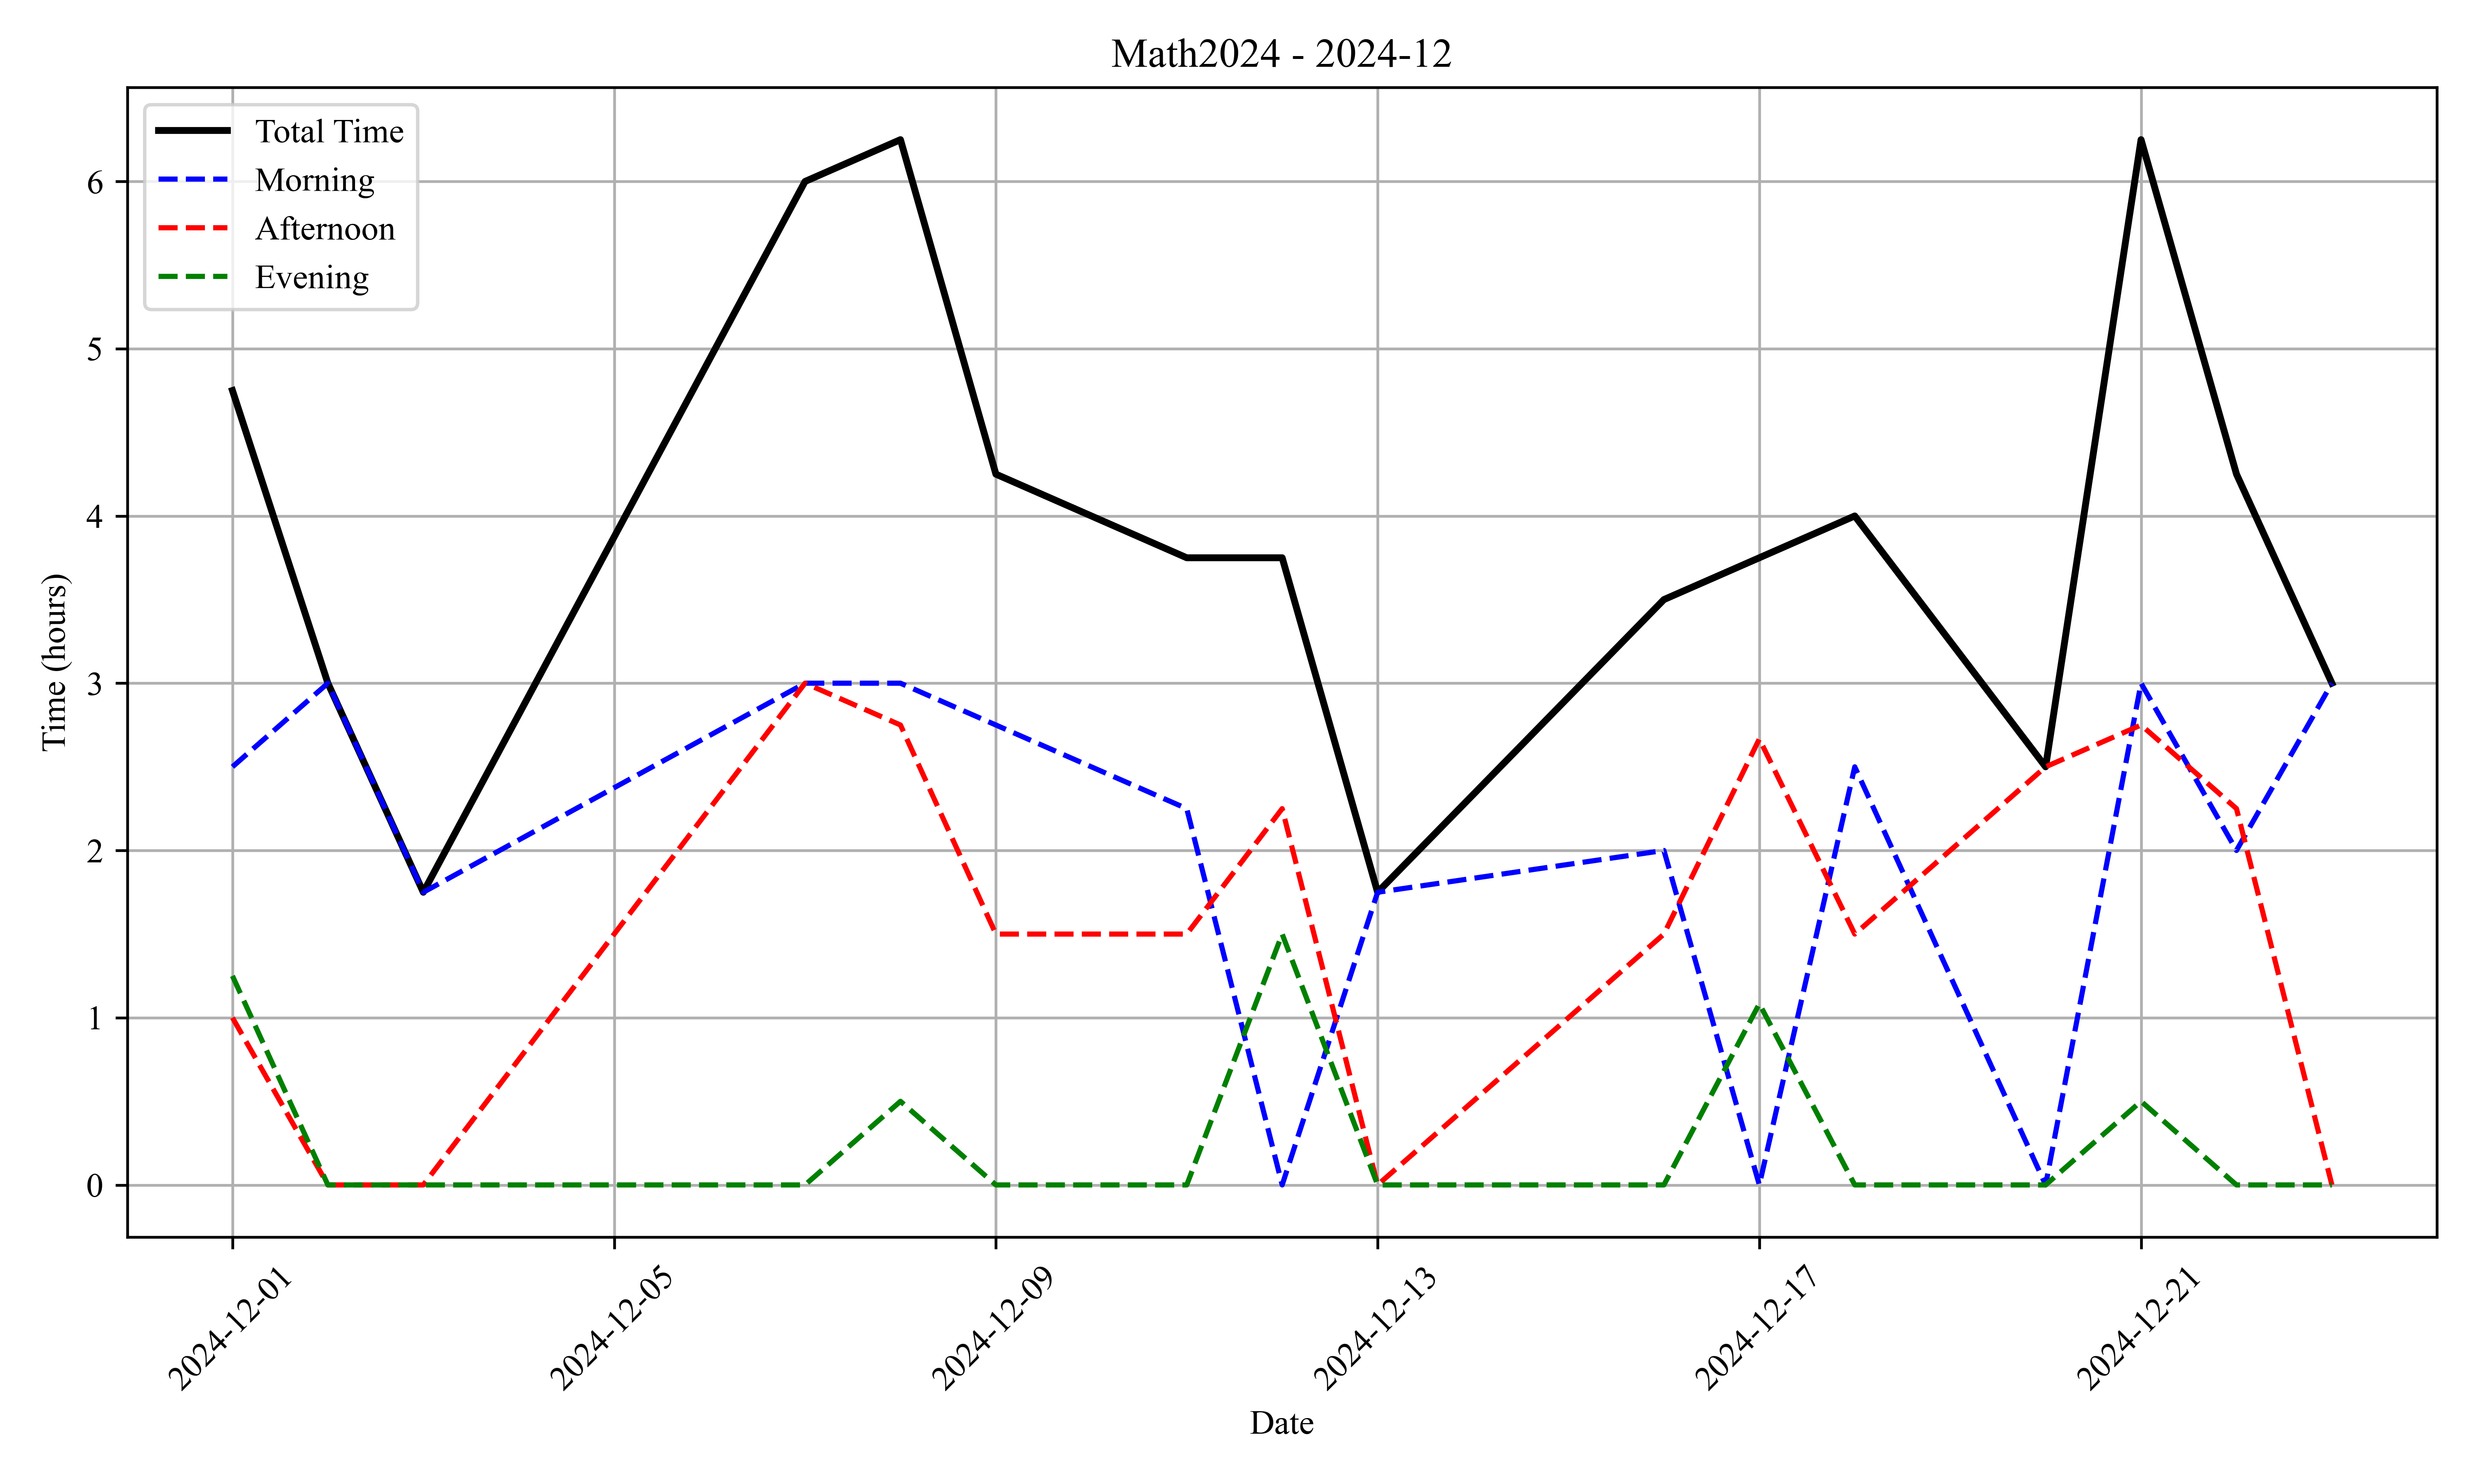 Math2024 - 2024-12
Total Time
Morning
Afternoon
Evening
6
5
4
3
2
1
0
Time (hours)
2024-12-01
2024-12-05
2024-12-09
2024-12-13
2024-12-17
2024-12-21
Date